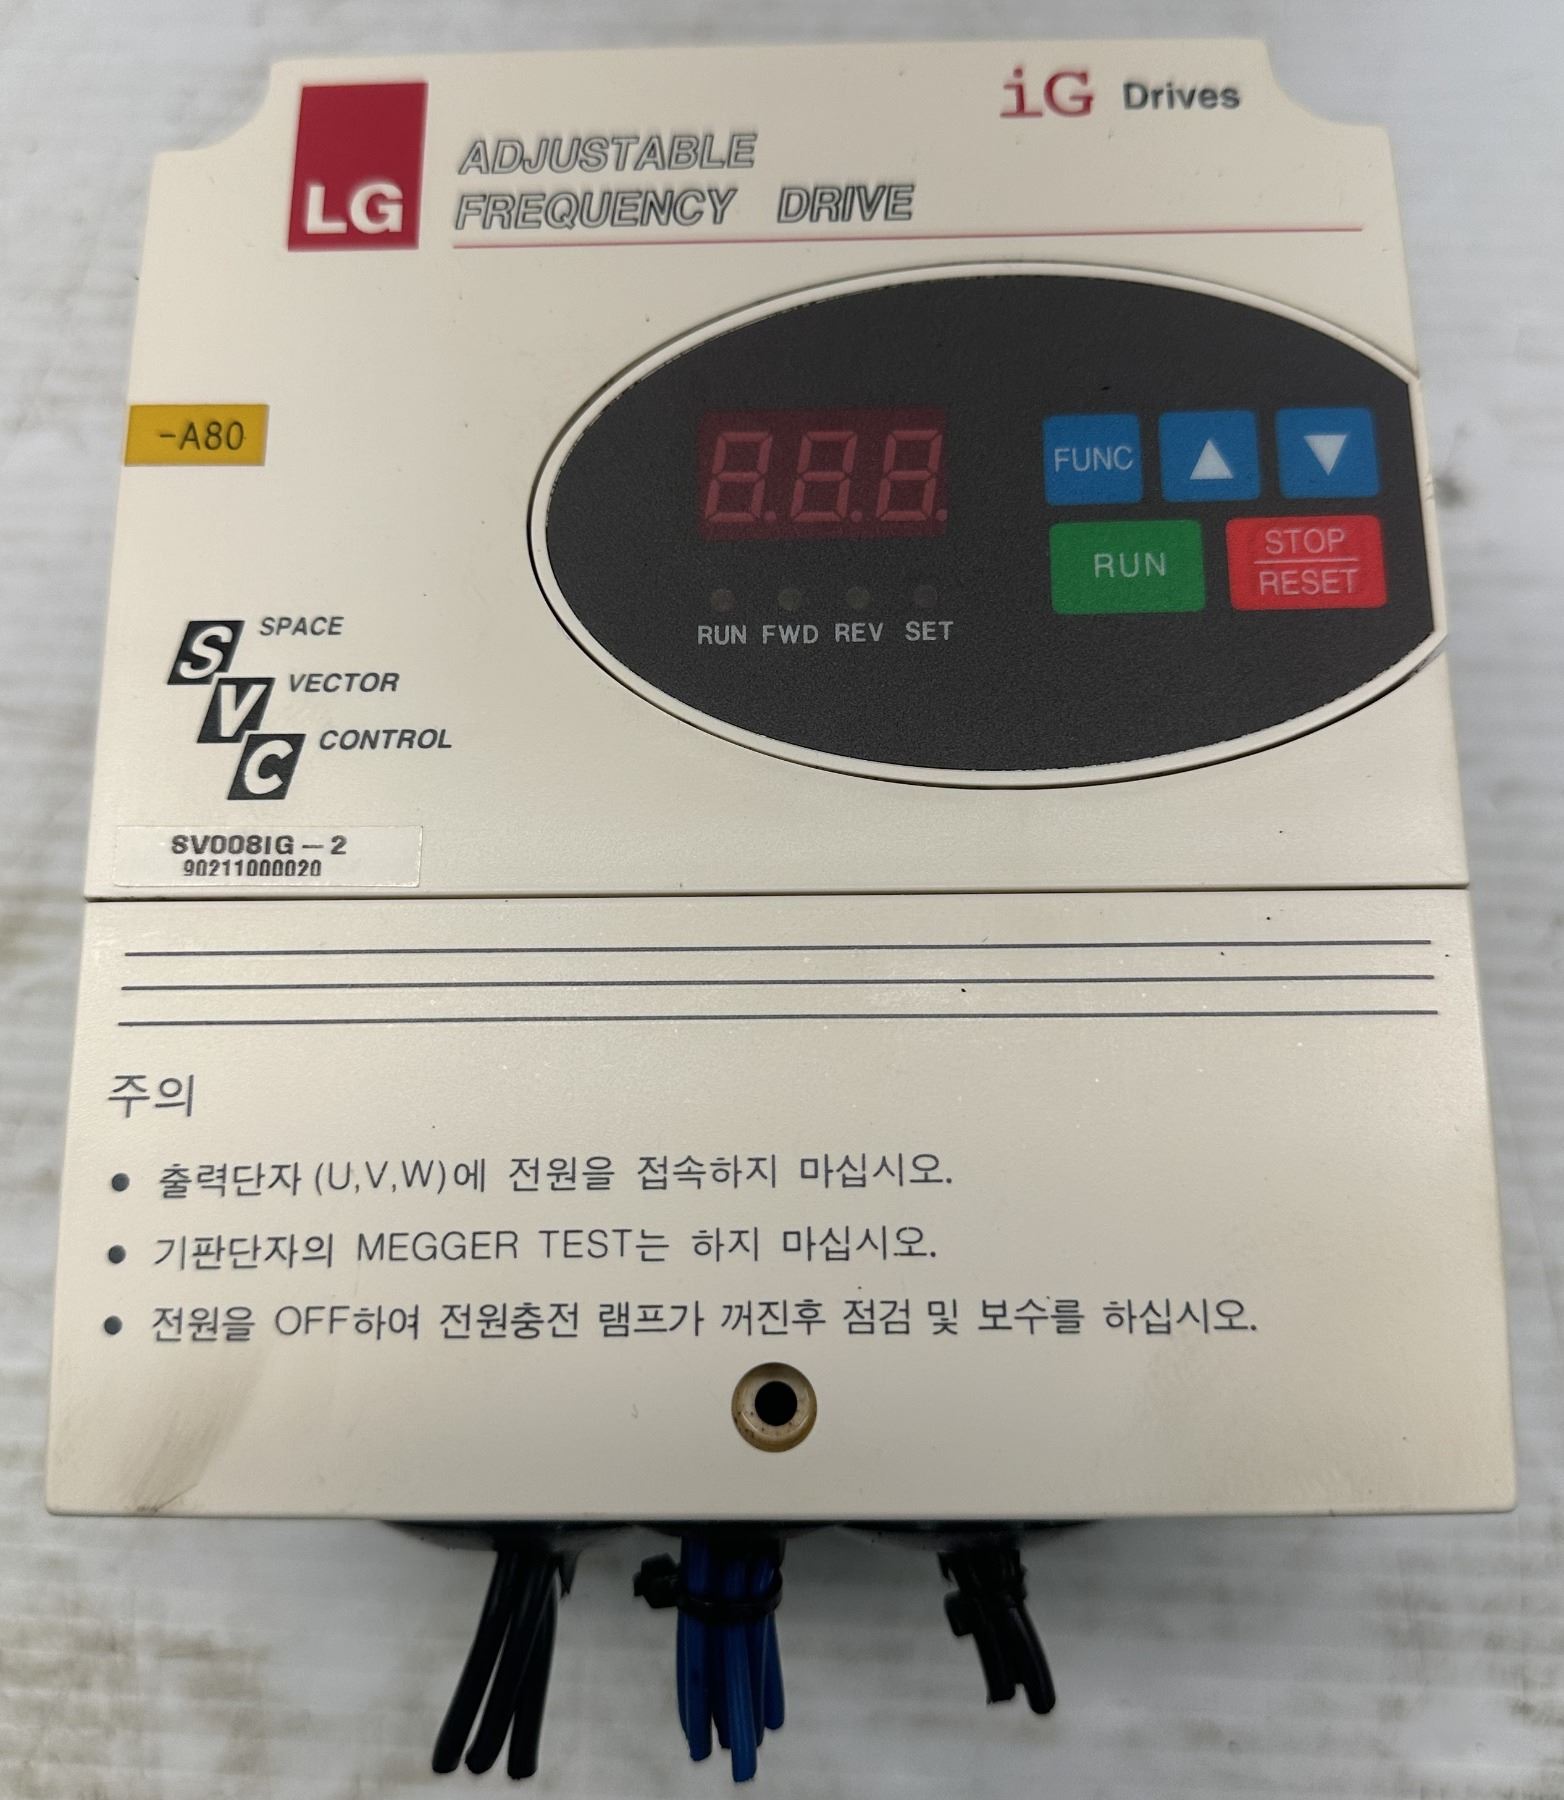 LG
iG Drives
ADJUSTABLE
FREQUENCY DRIVE
-A80
8.8.8.
FUNC ▲ ▼
RUN STOP
RESET
RUN FWD REV SET
S SPACE
V VECTOR
C CONTROL
SV008IG-2
90211000020
주의
• 출력단자(U,V,W)에 전원을 접속하지 마십시오.
• 기판단자의 MEGGER TEST는 하지 마십시오.
• 전원을 OFF하여 전원충전 램프가 꺼진후 점검 및 보수를 하십시오.